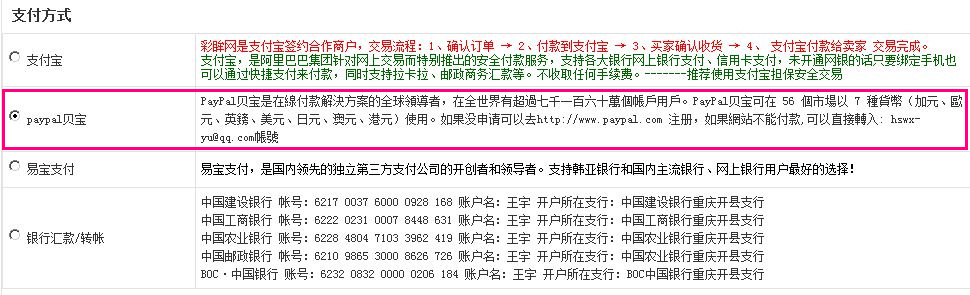 支付方式
支付宝
彩眸网是支付宝签约合作商户，交易流程：1、确认订单 → 2、付款到支付宝 → 3、买家确认收货 → 4、 支付宝付款给卖家 交易完成。
支付宝，是阿里巴巴集团针对网上交易而特别推出的安全付款服务，支持各大银行网上银行支付、信用卡支付，未开通网银的话只要绑定手机也
可以通过快捷支付来付款，同时支持拉卡拉、邮政商务汇款等。不收取任何手续费。-------推荐使用支付宝担保安全交易
paypal贝宝
PayPal贝宝是在線付款解決方案的全球領導者，在全世界有超過七千一百六十萬個帳戶用戶。PayPal贝宝可在 56 個市場以 7 種貨幣（加元、歐
元、英鎊、美元、日元、澳元、港元）使用。如果没申请可以去http://www.paypal.com 注册，如果網站不能付款,可以直接轉入: hswx-
yu@qq.com帳號
易宝支付
易宝支付，是国内领先的独立第三方支付公司的开创者和领导者。支持韩亚银行和国内主流银行、网上银行用户最好的选择！
银行汇款/转帐
中国建设银行 帐号：6217 0037 6000 0928 168 账户名：王宇 开户所在支行：中国建设银行重庆开县支行
中国工商银行 帐号：6222 0231 0007 8448 631 账户名：王宇 开户所在支行：中国工商银行重庆开县支行
中国农业银行 账号：6228 4804 7103 3962 419 账户名：王宇 开户所在支行：中国农业银行重庆开县支行
中国邮政银行 账号：6210 9865 3000 8626 726 账户名：王宇 开户所在支行：中国农业银行重庆开县支行
BOC·中国银行 账号：6232 0832 0000 0206 184 账户名：王宇 开户所在支行：BOC中国银行重庆开县支行